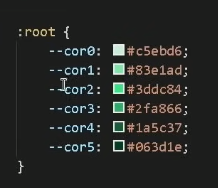 :root {
--cor0: #c5ebd6;
--cor1: #83e1ad;
--cor2: #3ddc84;
--cor3: #2fa866;
--cor4: #1a5c37;
--cor5: #063d1e;
}